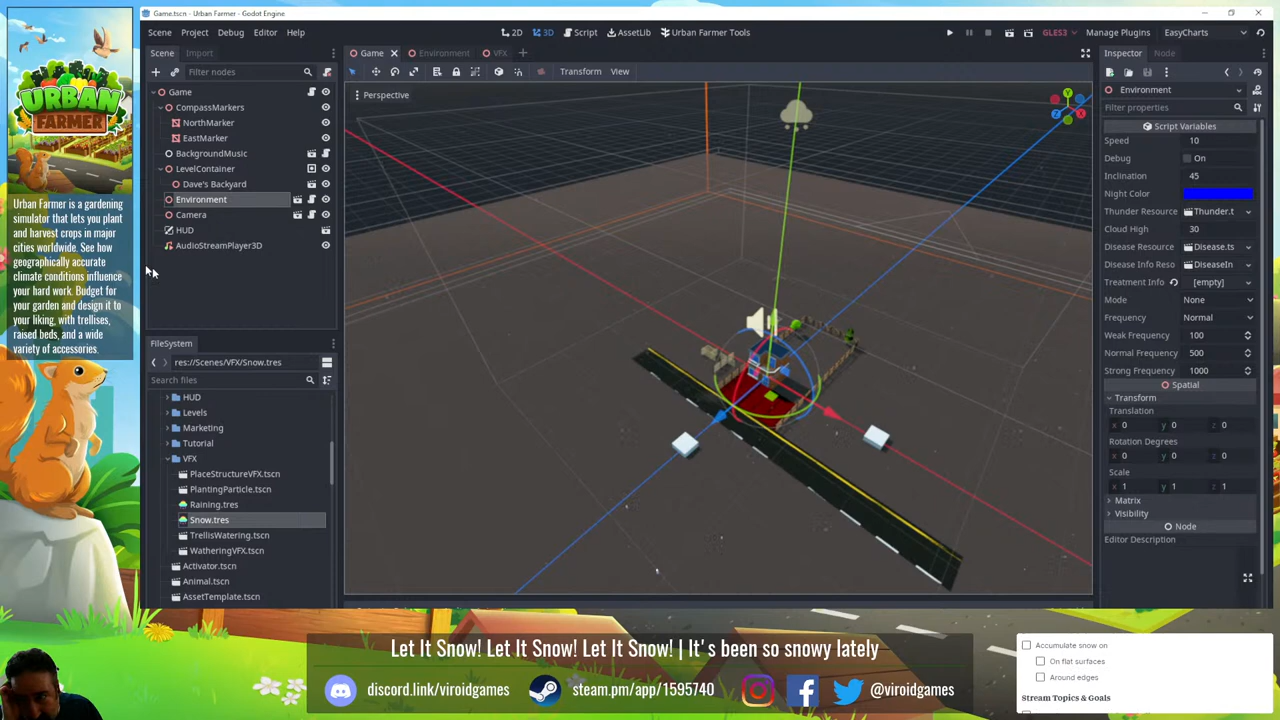 Game.tscn - Urban Farmer - Godot Engine
Scene Project Debug Editor Help
2D 3D Script AssetLib Urban Farmer Tools
GLES3 Manage Plugins EasyCharts
Scene Import
Filter nodes
Game
CompassMarkers
NorthMarker
EastMarker
BackgroundMusic
LevelContainer
Dave's Backyard
Environment
Camera
HUD
AudioStreamPlayer3D
FileSystem
res://Scenes/VFX/Snow.tres
Search files
HUD
Levels
Marketing
Tutorial
VFX
PlaceStructureVFX.tscn
PlantingParticle.tscn
Raining.tres
Snow.tres
TrellisWatering.tscn
WatheringVFX.tscn
Activator.tscn
Animal.tscn
AssetTemplate.tscn
Game Environment VFX
Transform View
Perspective
Y
X
Z
Inspector Node
Environment
Filter properties
Script Variables
Speed 10
Debug On
Inclination 45
Night Color
Thunder Resource Thunder.t
Cloud High 30
Disease Resource Disease.ts
Disease Info Reso DiseaseIn
Treatment Info [empty]
Mode None
Frequency Normal
Weak Frequency 100
Normal Frequency 500
Strong Frequency 1000
Spatial
Transform
Translation
x 0 y 0 z 0
Rotation Degrees
x 0 y 0 z 0
Scale
x 1 y 1 z 1
Matrix
Visibility
Node
Editor Description
URBAN
FARMER
Urban Farmer is a gardening
simulator that lets you plant
and harvest crops in major
cities worldwide. See how
geographically accurate
climate conditions influence
your hard work. Budget for
your garden and design it to
your liking, with trellises,
raised beds, and a wide
variety of accessories.
Let It Snow! Let It Snow! Let It Snow! | It's been so snowy lately
discord.link/viroidgames steam.pm/app/1595740 @viroidgames
Accumulate snow on
On flat surfaces
Around edges
Stream Topics & Goals